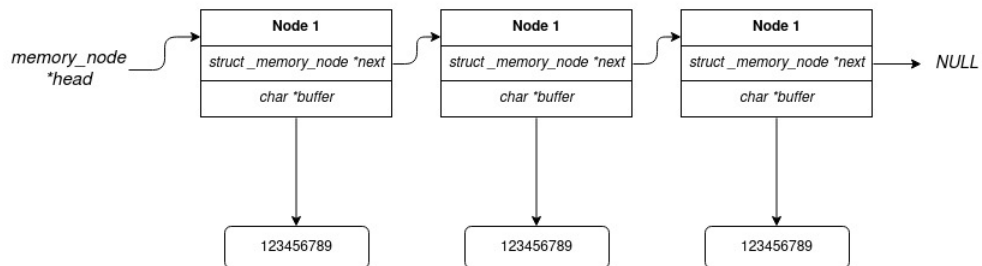 Node 1
Node 1
Node 1
memory_node
*head
struct _memory_node *next
struct _memory_node *next
struct _memory_node *next
NULL
char *buffer
char *buffer
char *buffer
123456789
123456789
123456789